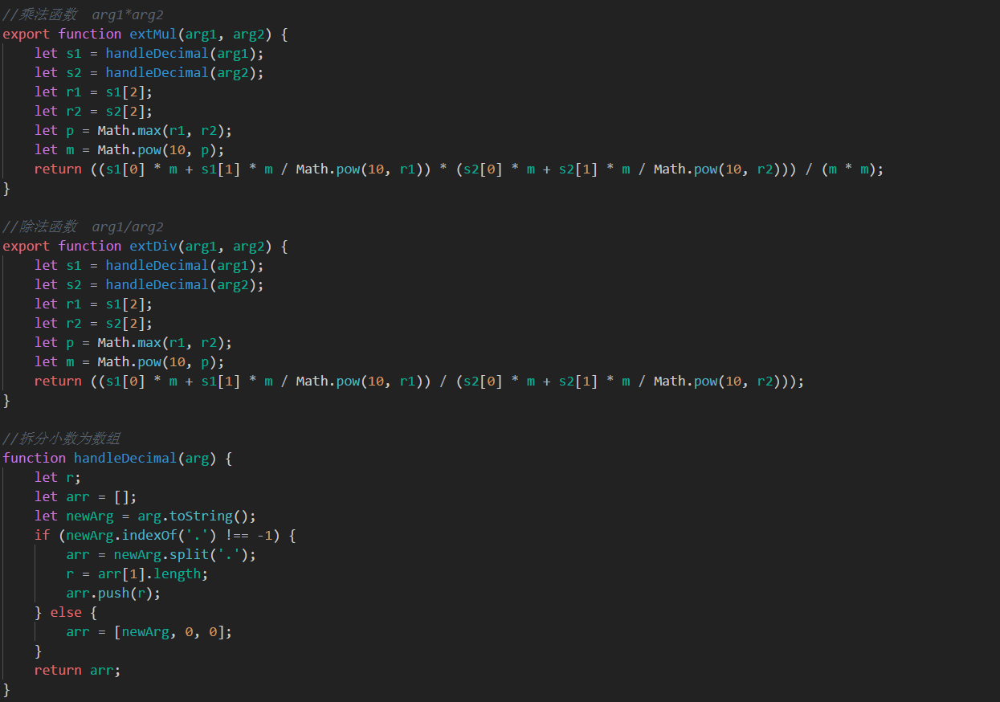 //乘法函数  arg1*arg2
export function extMul(arg1, arg2) {
    let s1 = handleDecimal(arg1);
    let s2 = handleDecimal(arg2);
    let r1 = s1[2];
    let r2 = s2[2];
    let p = Math.max(r1, r2);
    let m = Math.pow(10, p);
    return ((s1[0] * m + s1[1] * m / Math.pow(10, r1)) * (s2[0] * m + s2[1] * m / Math.pow(10, r2))) / (m * m);
}

//除法函数  arg1/arg2
export function extDiv(arg1, arg2) {
    let s1 = handleDecimal(arg1);
    let s2 = handleDecimal(arg2);
    let r1 = s1[2];
    let r2 = s2[2];
    let p = Math.max(r1, r2);
    let m = Math.pow(10, p);
    return ((s1[0] * m + s1[1] * m / Math.pow(10, r1)) / (s2[0] * m + s2[1] * m / Math.pow(10, r2)));
}

//拆分小数为数组
function handleDecimal(arg) {
    let r;
    let arr = [];
    let newArg = arg.toString();
    if (newArg.indexOf('.') !== -1) {
        arr = newArg.split('.');
        r = arr[1].length;
        arr.push(r);
    } else {
        arr = [newArg, 0, 0];
    }
    return arr;
}